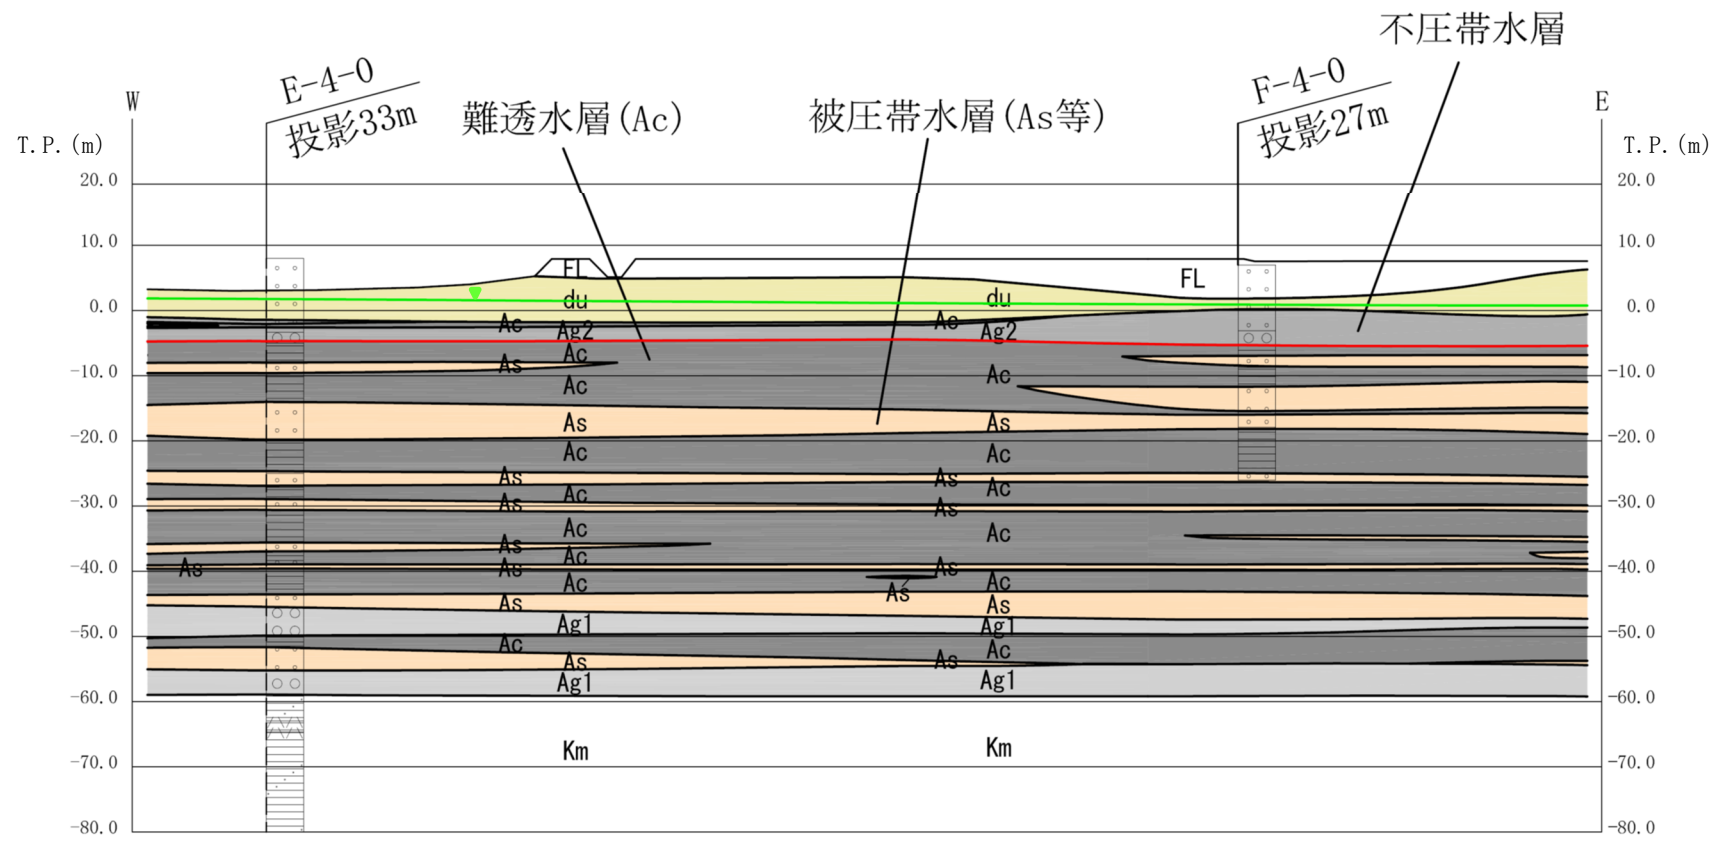 不圧帯水層
E-4-0
投影33m
難透水層(Ac)
被圧帯水層(As等)
F-4-0
投影27m
W
E
T.P.(m)
T.P.(m)
20.0
20.0
10.0
10.0
FL
FL
du
du
0.0
0.0
Ac
Ac
Ag2
Ag2
Ac
As
-10.0
Ac
-10.0
Ac
As
As
-20.0
-20.0
Ac
Ac
As
As
Ac
Ac
-30.0
As
As
-30.0
Ac
Ac
As
Ac
As
As
As
-40.0
-40.0
Ac
Ac
As
As
As
Ag1
Ag1
-50.0
-50.0
Ac
Ac
As
As
Ag1
Ag1
-60.0
-60.0
Km
Km
-70.0
-70.0
-80.0
-80.0